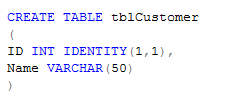 CREATE TABLE tblCustomer
(
ID INT IDENTITY(1,1),
Name VARCHAR(50)
)